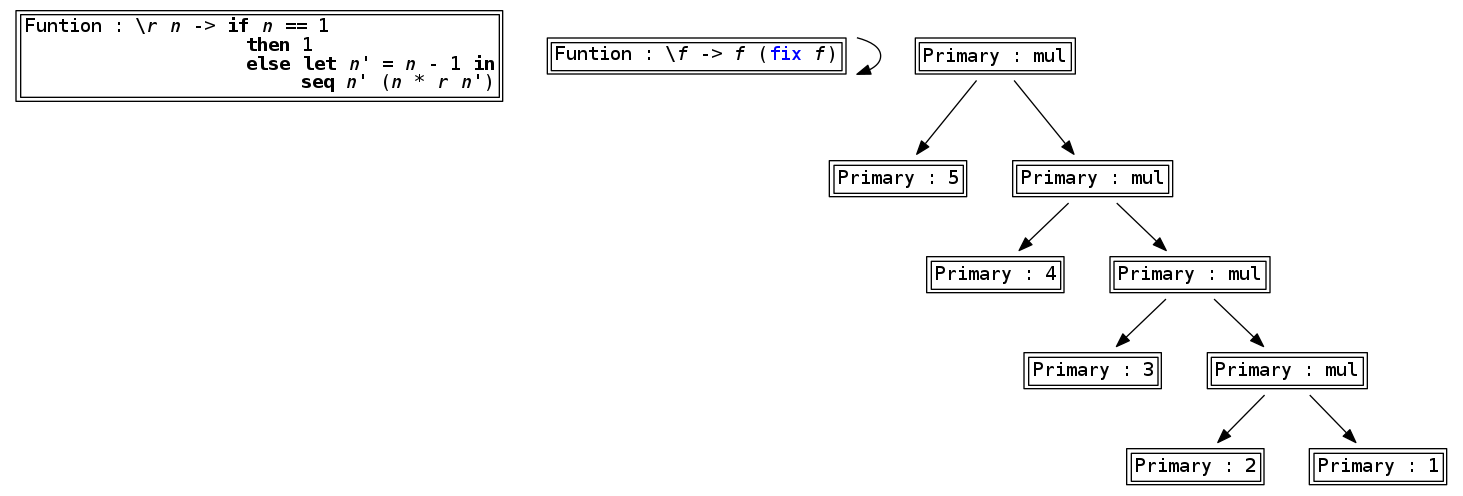 Funtion : \r n -> if n == 1
then 1
else let n' = n - 1 in
seq n' (n * r n')
Funtion : \f -> f (fix f)
Primary : mul
Primary : 5
Primary : mul
Primary : 4
Primary : mul
Primary : 3
Primary : mul
Primary : 2
Primary : 1